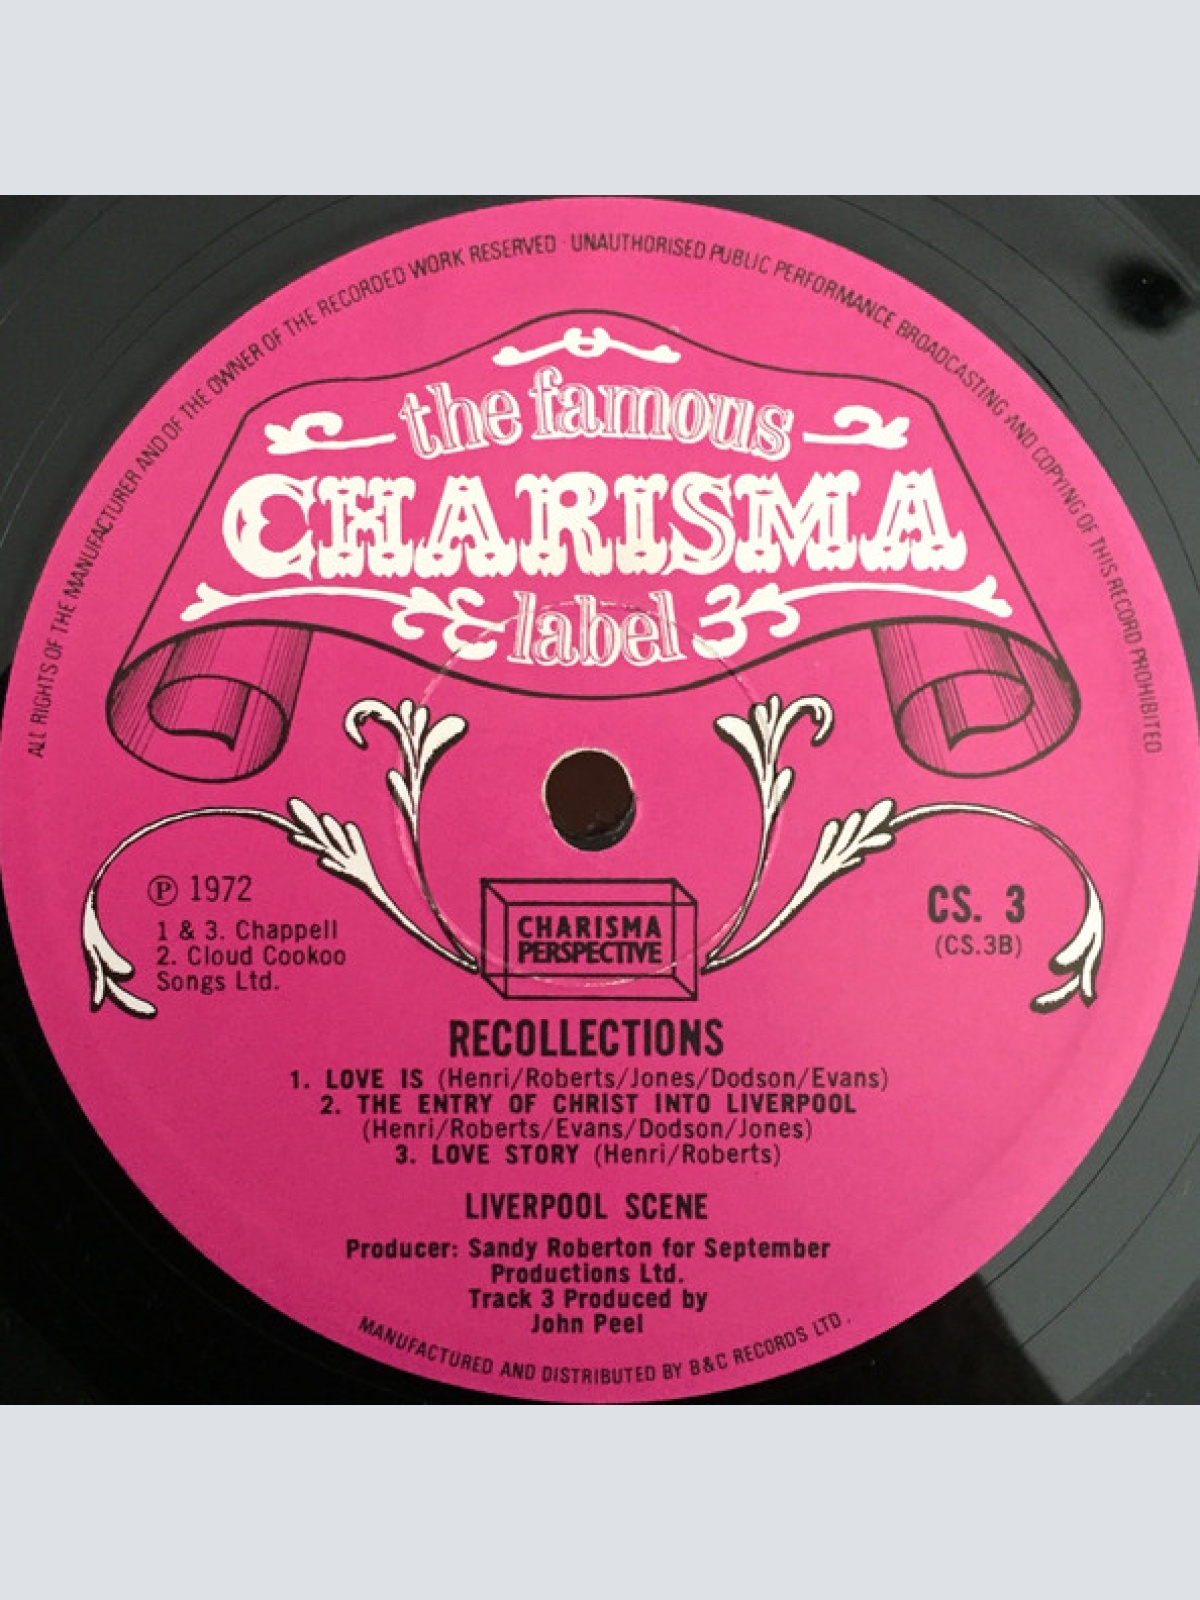 ALL RIGHTS OF THE MANUFACTURER AND OF THE OWNER OF THE RECORDED WORK RESERVED · UNAUTHORISED PUBLIC PERFORMANCE BROADCASTING AND COPYING OF THIS RECORD PROHIBITED
the famous
CHARISMA
label
℗ 1972
1 & 3. Chappell
2. Cloud Cookoo
Songs Ltd.
CHARISMA
PERSPECTIVE
CS. 3
(CS.3B)
RECOLLECTIONS
1. LOVE IS (Henri/Roberts/Jones/Dodson/Evans)
2. THE ENTRY OF CHRIST INTO LIVERPOOL
(Henri/Roberts/Evans/Dodson/Jones)
3. LOVE STORY (Henri/Roberts)
LIVERPOOL SCENE
Producer: Sandy Roberton for September
Productions Ltd.
Track 3 Produced by
John Peel
MANUFACTURED AND DISTRIBUTED BY B&C RECORDS LTD.